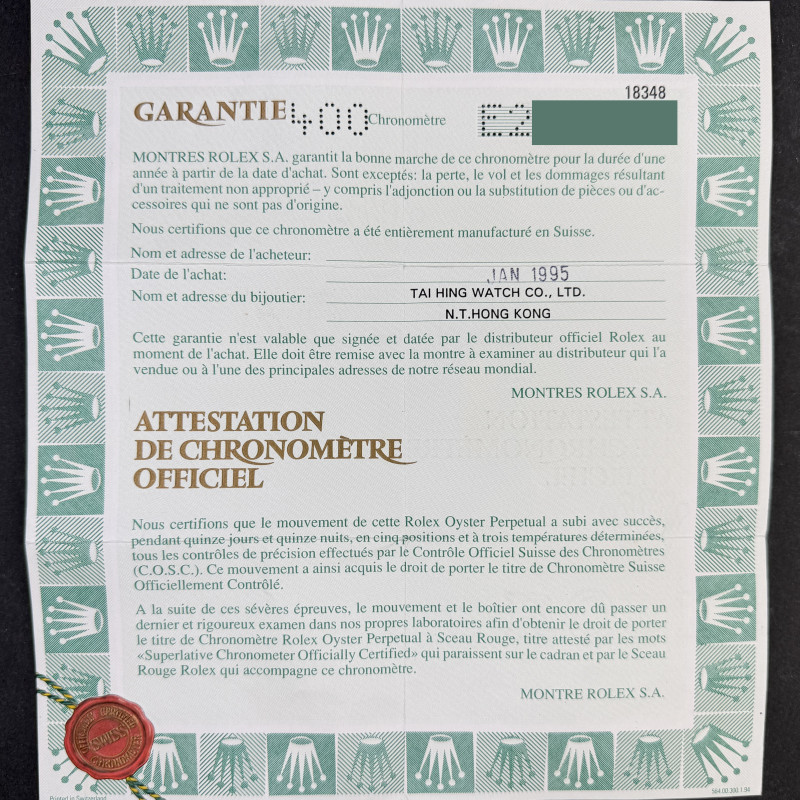 18348
GARANTIE 400 Chronomètre E2
MONTRES ROLEX S.A. garantit la bonne marche de ce chronomètre pour la durée d'une
année à partir de la date d'achat. Sont exceptés: la perte, le vol et les dommages résultant
d'un traitement non approprié – y compris l'adjonction ou la substitution de pièces ou d'ac-
cessoires qui ne sont pas d'origine.
Nous certifions que ce chronomètre a été entièrement manufacturé en Suisse.
Nom et adresse de l'acheteur:
Date de l'achat: JAN 1995
Nom et adresse du bijoutier: TAI HING WATCH CO., LTD.
N.T.HONG KONG
Cette garantie n'est valable que signée et datée par le distributeur officiel Rolex au
moment de l'achat. Elle doit être remise avec la montre à examiner au distributeur qui l'a
vendue ou à l'une des principales adresses de notre réseau mondial.
MONTRES ROLEX S.A.
ATTESTATION
DE CHRONOMÈTRE
OFFICIEL
Nous certifions que le mouvement de cette Rolex Oyster Perpetual a subi avec succès,
pendant quinze jours et quinze nuits, en cinq positions et à trois températures déterminées,
tous les contrôles de précision effectués par le Contrôle Officiel Suisse des Chronomètres
(C.O.S.C.). Ce mouvement a ainsi acquis le droit de porter le titre de Chronomètre Suisse
Officiellement Contrôlé.
A la suite de ces sévères épreuves, le mouvement et le boîtier ont encore dû passer un
dernier et rigoureux examen dans nos propres laboratoires afin d'obtenir le droit de porter
le titre de Chronomètre Rolex Oyster Perpetual à Sceau Rouge, titre attesté par les mots
«Superlative Chronometer Officially Certified» qui paraissent sur le cadran et par le Sceau
Rouge Rolex qui accompagne ce chronomètre.
MONTRE ROLEX S.A.
OFFICIALLY CERTIFIED
SWISS
CHRONOMETER
Printed in Switzerland
564.00.300.1.94